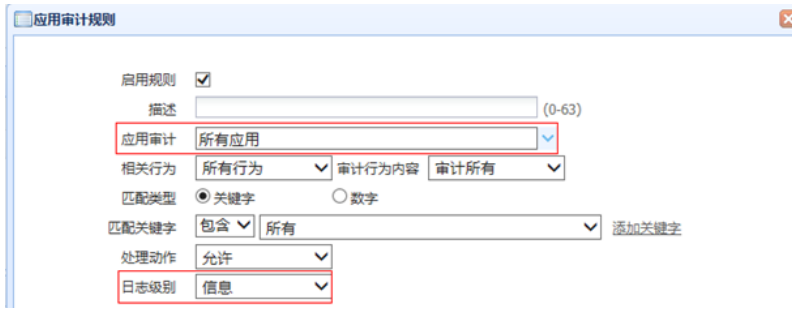 应用审计规则
启用规则
描述 (0-63)
应用审计 所有应用
相关行为 所有行为 审计行为内容 审计所有
匹配类型 关键字 数字
匹配关键字 包含 所有 添加关键字
处理动作 允许
日志级别 信息